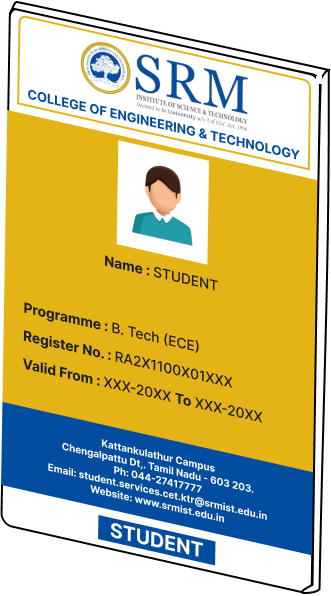 SRM
INSTITUTE OF SCIENCE & TECHNOLOGY
Deemed to be University u/s 3 of UGC Act, 1956
COLLEGE OF ENGINEERING & TECHNOLOGY
Name : STUDENT
Programme : B. Tech (ECE)
Register No. : RA2X1100X01XXX
Valid From : XXX-20XX To XXX-20XX
Kattankulathur Campus
Chengalpattu Dt,. Tamil Nadu - 603 203.
Ph: 044-27417777
Email: student.services.cet.ktr@srmist.edu.in
Website: www.srmist.edu.in
STUDENT